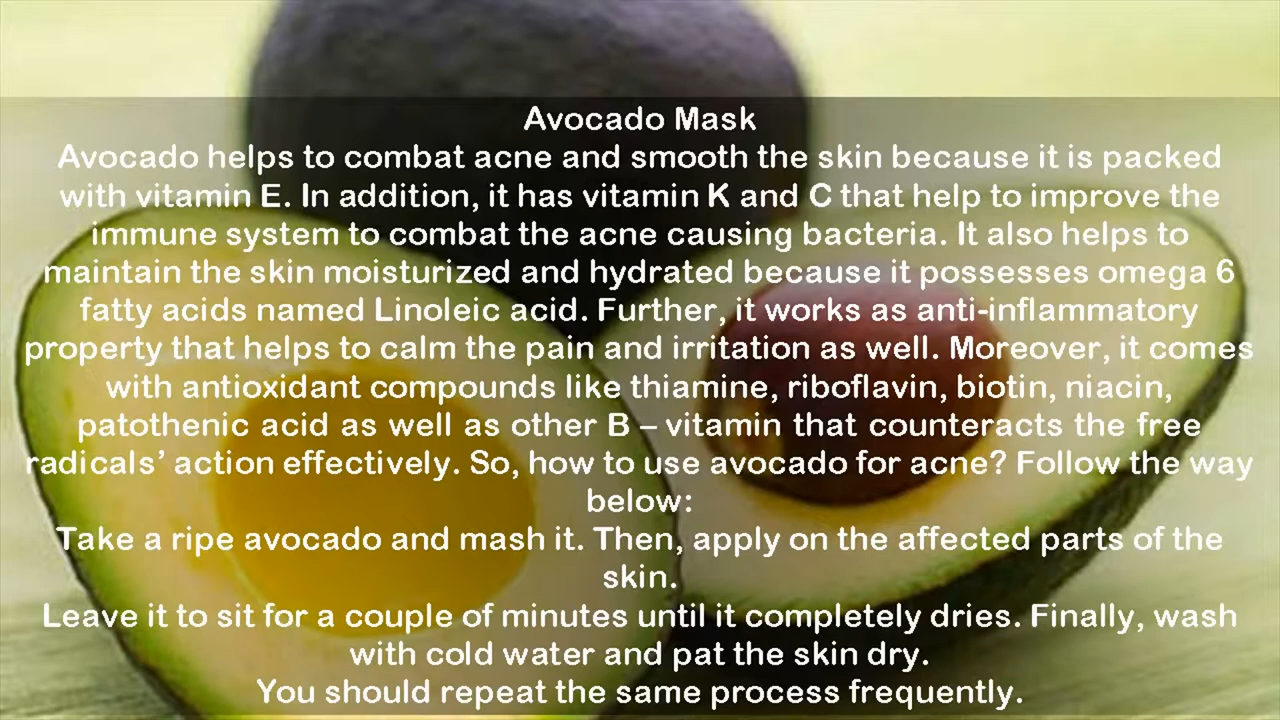 Avocado Mask
Avocado helps to combat acne and smooth the skin because it is packed
with vitamin E. In addition, it has vitamin K and C that help to improve the
immune system to combat the acne causing bacteria. It also helps to
maintain the skin moisturized and hydrated because it possesses omega 6
fatty acids named Linoleic acid. Further, it works as anti-inflammatory
property that helps to calm the pain and irritation as well. Moreover, it comes
with antioxidant compounds like thiamine, riboflavin, biotin, niacin,
patothenic acid as well as other B – vitamin that counteracts the free
radicals’ action effectively. So, how to use avocado for acne? Follow the way
below:
Take a ripe avocado and mash it. Then, apply on the affected parts of the
skin.
Leave it to sit for a couple of minutes until it completely dries. Finally, wash
with cold water and pat the skin dry.
You should repeat the same process frequently.